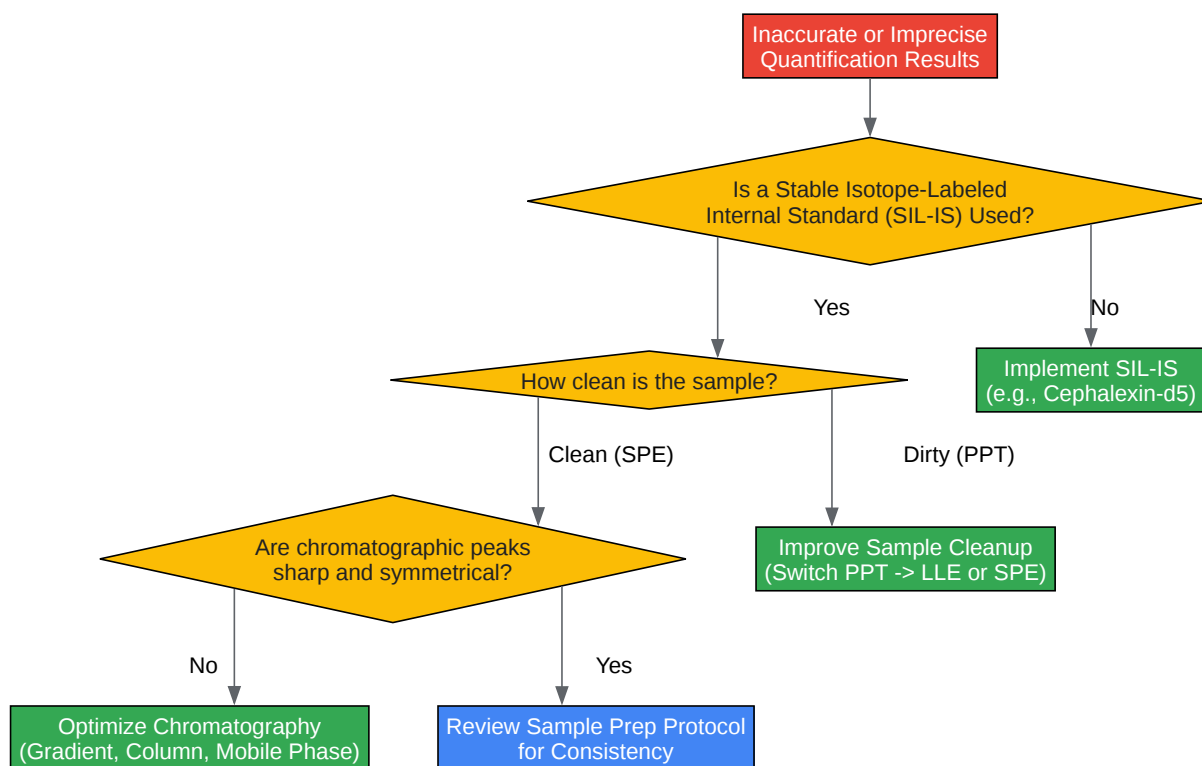 Inaccurate or Imprecise
Quantification Results
Is a Stable Isotope-Labeled
Internal Standard (SIL-IS) Used?
Yes
No
How clean is the sample?
Implement SIL-IS
(e.g., Cephalexin-d5)
Clean (SPE)
Dirty (PPT)
Are chromatographic peaks
sharp and symmetrical?
Improve Sample Cleanup
(Switch PPT -> LLE or SPE)
No
Yes
Optimize Chromatography
(Gradient, Column, Mobile Phase)
Review Sample Prep Protocol
for Consistency